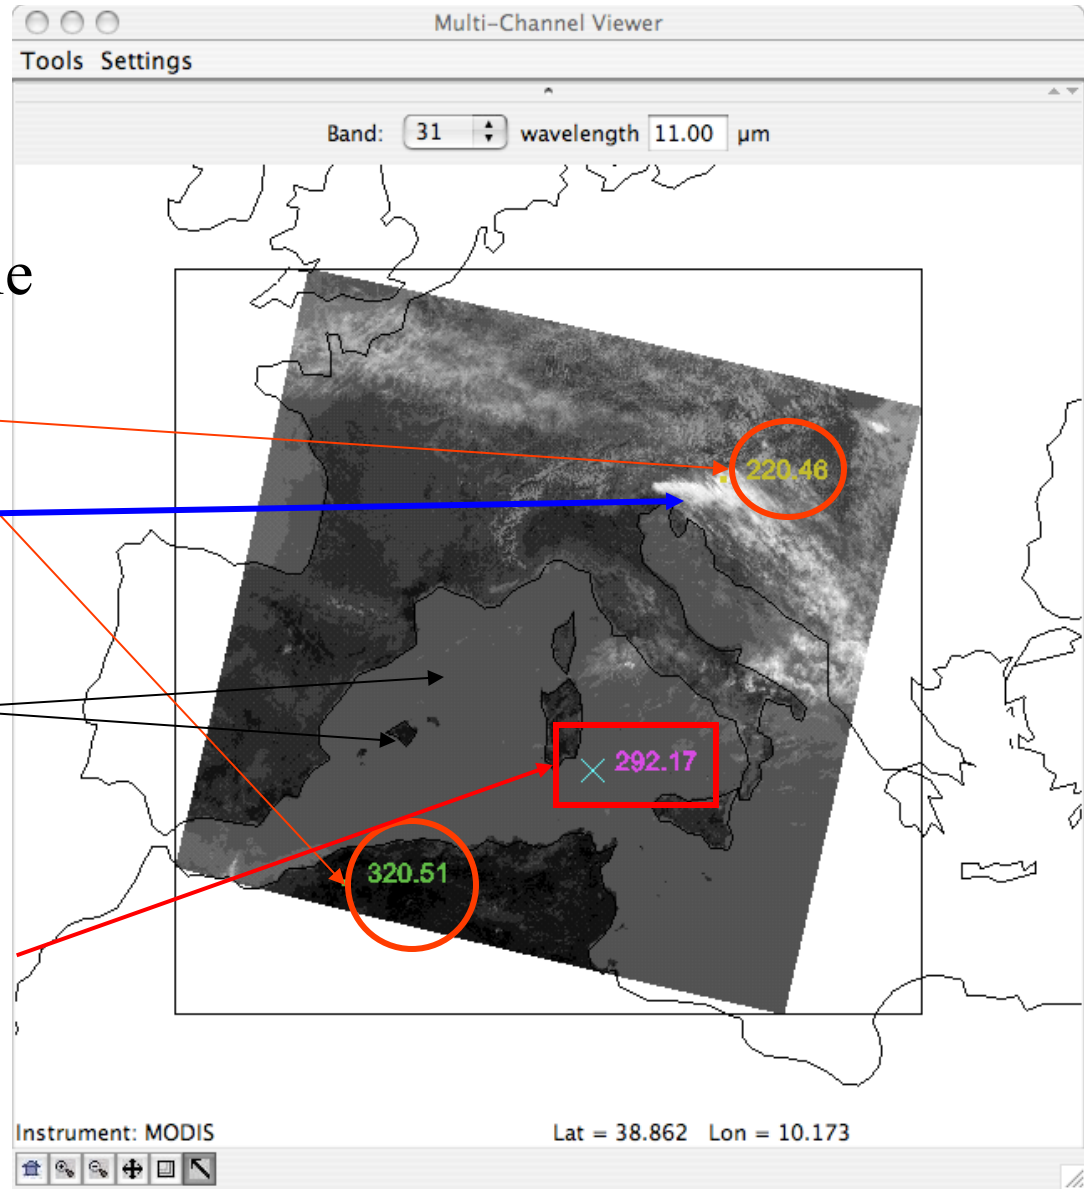 Multi-Channel Viewer
Tools Settings
Band: 31 wavelength 11.00 µm
220.46
292.17
320.51
Instrument: MODIS
Lat = 38.862 Lon = 10.173